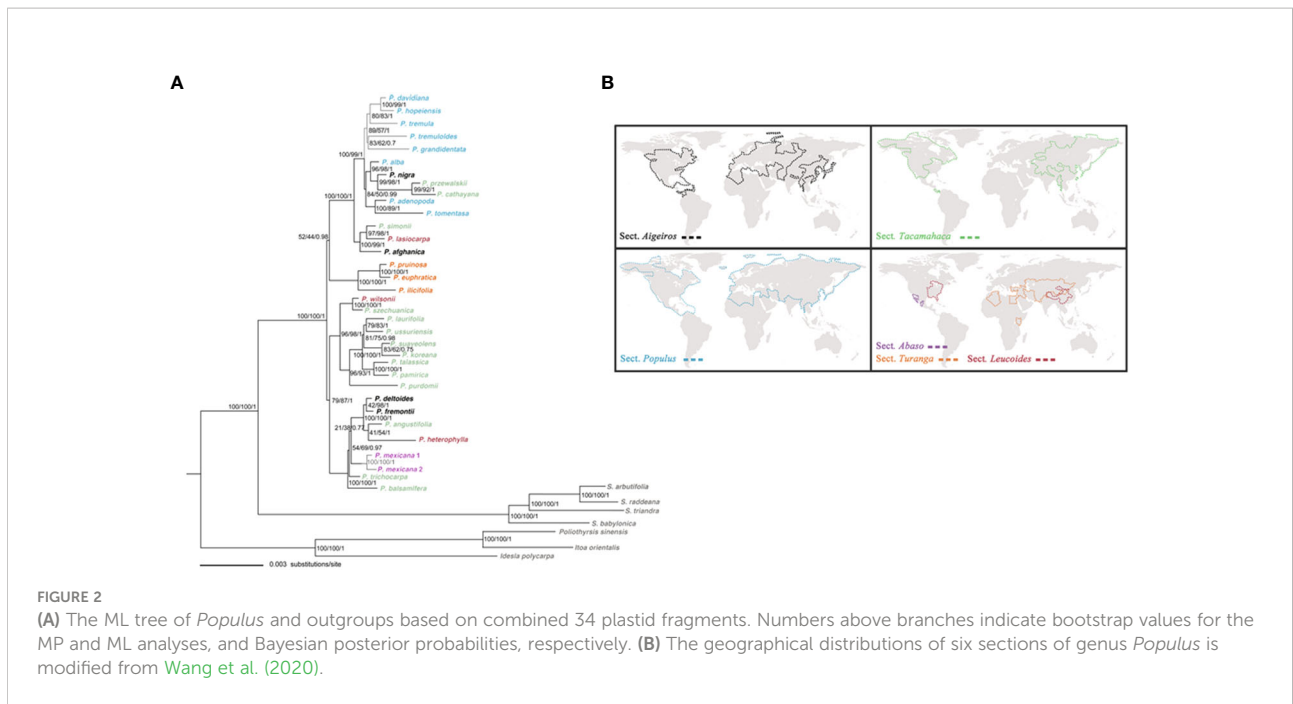 A
B
P. davidiana
100/99/1
P. hopeiensis
80/83/1
P. tremula
89/57/1
P. tremuloides
83/62/0.7
P. grandidentata
100/99/1
P. alba
96/98/1
P. nigra
99/98/1
P. przewalskii
99/92/1
P. cathayana
84/50/0.99
P. adenopoda
100/89/1
P. tomentasa
100/100/1
P. simonii
97/98/1
P. lasiocarpa
100/99/1
P. afghanica
52/44/0.98
P. pruinosa
100/100/1
P. euphratica
100/100/1
P. ilicifolia
P. wilsonii
100/100/1
P. szechuanica
100/100/1
P. laurifolia
79/83/1
P. ussuriensis
96/98/1
81/75/0.98
P. suaveolens
83/62/0.75
P. koreana
100/100/1
P. talassica
100/100/1
P. pamirica
96/93/1
P. purdomii
79/87/1
P. deltoides
42/98/1
P. fremontii
100/100/1
P. angustifolia
21/38/0.77
41/54/1
P. heterophylla
54/69/0.97
P. mexicana 1
100/100/1
P. mexicana 2
P. trichocarpa
100/100/1
P. balsamifera
100/100/1
S. arbutifolia
100/100/1
S. raddeana
100/100/1
S. triandra
100/100/1
S. babylonica
Poliothyrsis sinensis
100/100/1
Itoa orientalis
100/100/1
Idesia polycarpa
0.003 substitutions/site
Sect. Aigeiros
Sect. Tacamahaca
Sect. Populus
Sect. Abaso
Sect. Turanga
Sect. Leucoides
FIGURE 2
(A) The ML tree of Populus and outgroups based on combined 34 plastid fragments. Numbers above branches indicate bootstrap values for the
MP and ML analyses, and Bayesian posterior probabilities, respectively. (B) The geographical distributions of six sections of genus Populus is
modified from Wang et al. (2020).